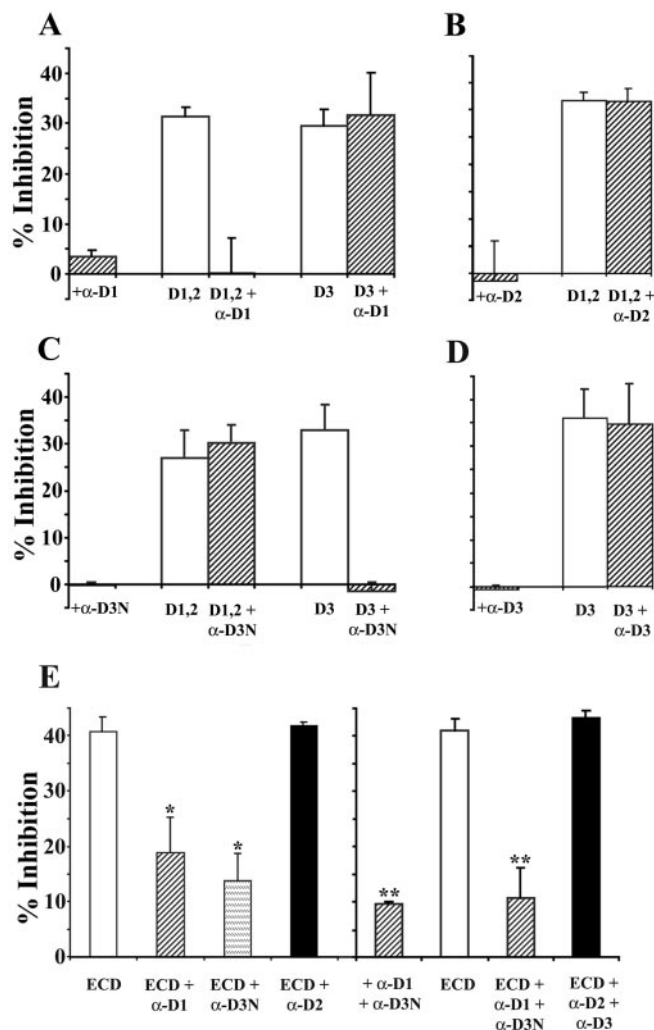 A
B
% Inhibition
40
30
20
10
0
+α-D1
D1,2
D1,2 +
α-D1
D3
D3 +
α-D1
+α-D2
D1,2
D1,2 +
α-D2
C
D
% Inhibition
40
30
20
10
0
+α-D3N
D1,2
D1,2 +
α-D3N
D3
D3 +
α-D3N
+α-D3
D3
D3 +
α-D3
E
% Inhibition
40
30
20
10
0
*
*
**
**
ECD
ECD +
α-D1
ECD +
α-D3N
ECD +
α-D2
+ α-D1
+ α-D3N
ECD
ECD +
α-D1 +
α-D3N
ECD +
α-D2 +
α-D3